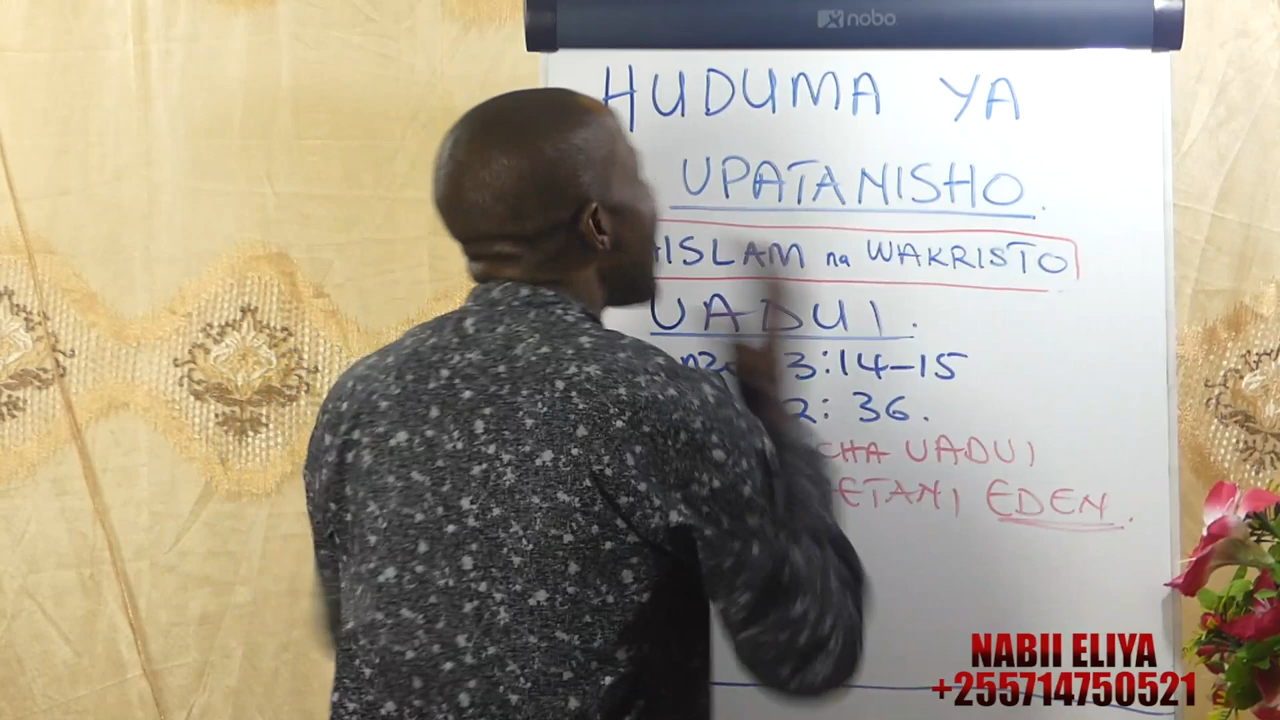 nobo
HUDUMA YA
UPATANISHO.
ISLAM na WAKRISTO
UADUI.
3:14-15
2: 36.
CHA UADUI
EDEN.
NABII ELIYA
+255714750521